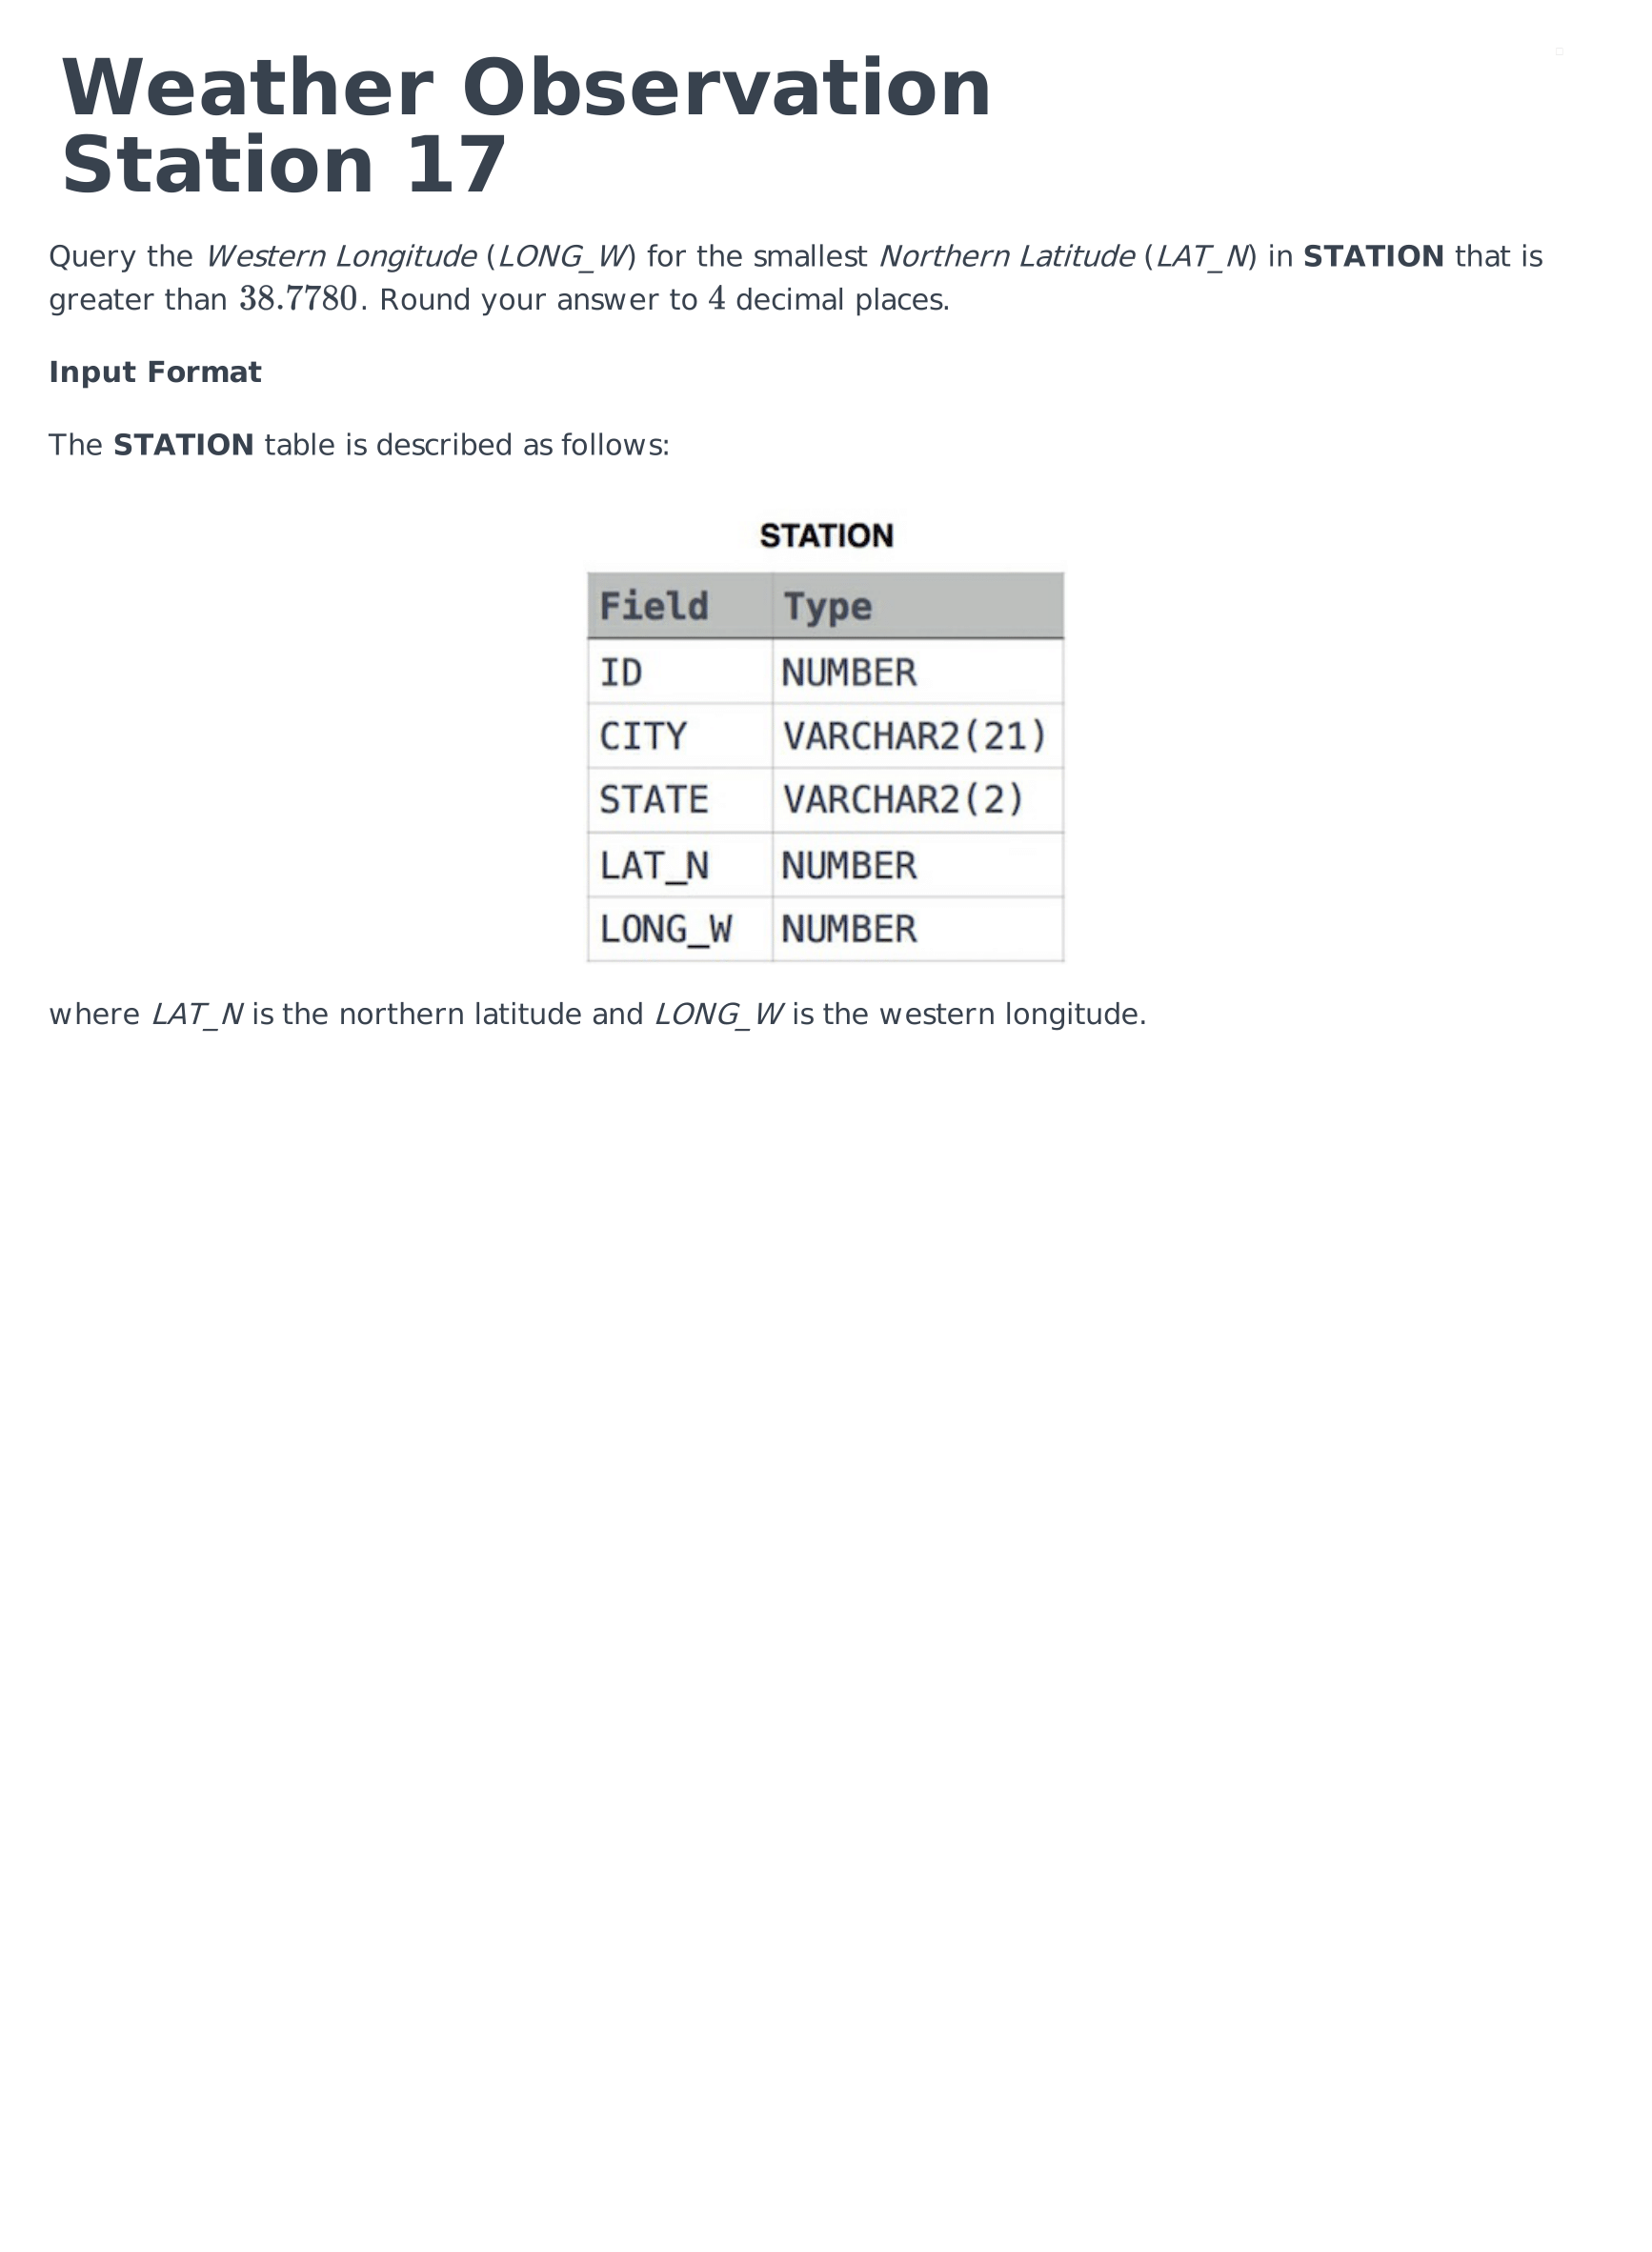 Weather Observation
Station 17
Query the Western Longitude (LONG_W) for the smallest Northern Latitude (LAT_N) in STATION that is
greater than 38.7780. Round your answer to 4 decimal places.
Input Format
The STATION table is described as follows:
STATION
Field Type
ID NUMBER
CITY VARCHAR2(21)
STATE VARCHAR2(2)
LAT_N NUMBER
LONG_W NUMBER
where LAT_N is the northern latitude and LONG_W is the western longitude.